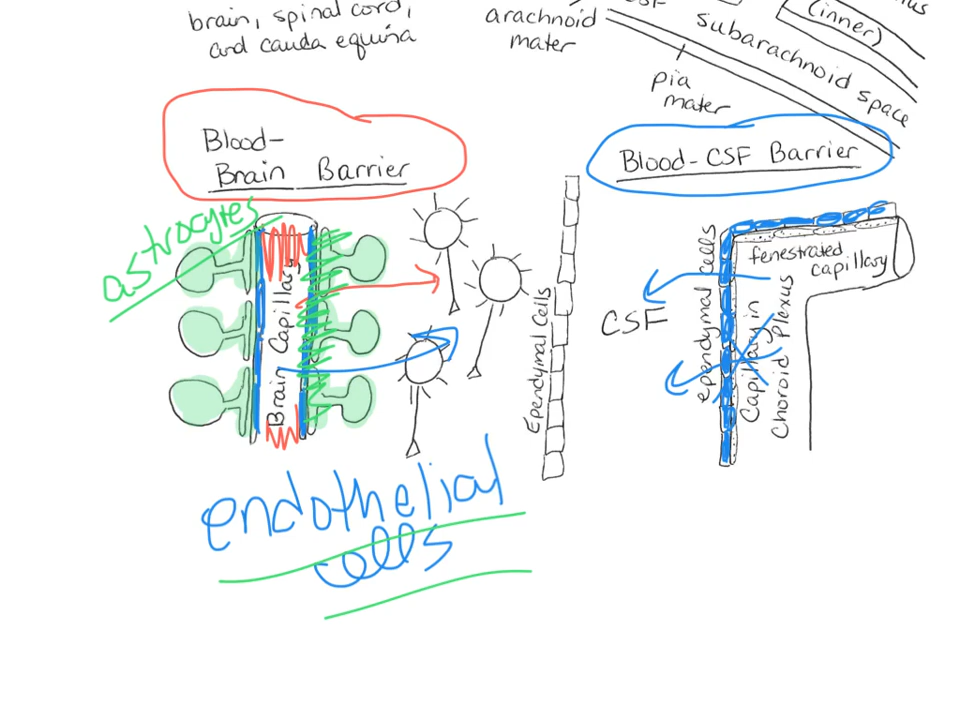 brain, spinal cord,
and cauda equina
arachnoid
mater
CSF
subarachnoid space
pia
mater
(inner)
Blood-
Brain Barrier
Blood-CSF Barrier
astrocytes
Brain Capillary
Ependymal Cells
CSF
ependymal cells
fenestrated
capillary
Capillary in
Choroid Plexus
endothelial
cells